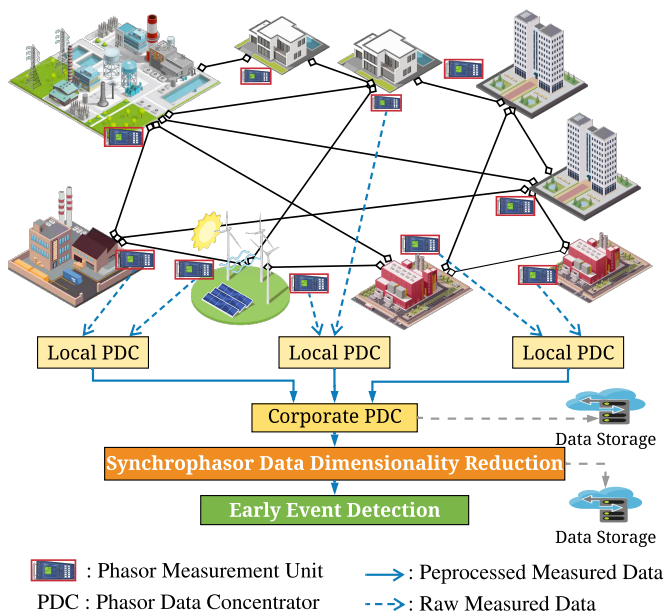 Local PDC
Local PDC
Local PDC
Corporate PDC
Data Storage
Synchrophasor Data Dimensionality Reduction
Early Event Detection
Data Storage
: Phasor Measurement Unit
: Peprocessed Measured Data
PDC : Phasor Data Concentrator
: Raw Measured Data